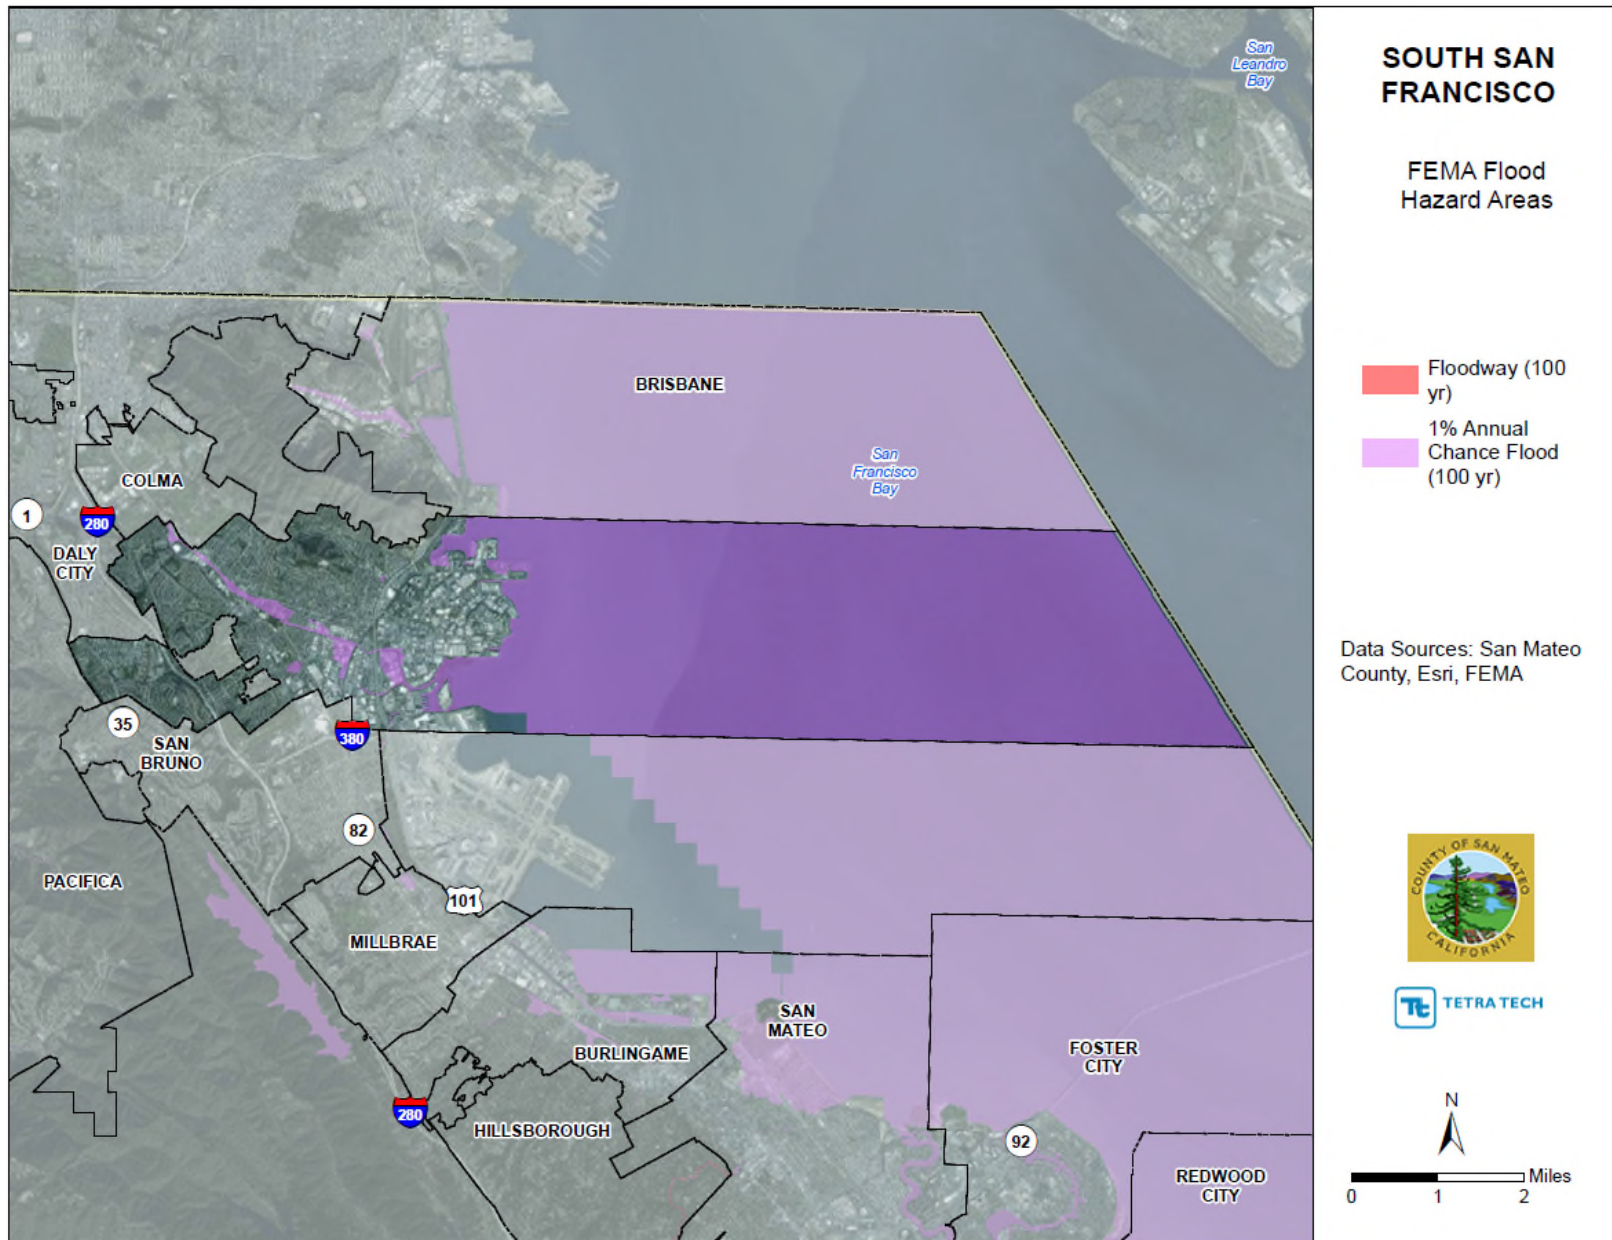 San
Leandro
Bay
BRISBANE
San
Francisco
Bay
COLMA
1
280
DALY
CITY
35
SAN
BRUNO
380
82
PACIFICA
101
MILLBRAE
SAN
MATEO
BURLINGAME
FOSTER
CITY
280
HILLSBOROUGH
92
REDWOOD
CITY
SOUTH SAN
FRANCISCO
FEMA Flood
Hazard Areas
Floodway (100
yr)
1% Annual
Chance Flood
(100 yr)
Data Sources: San Mateo
County, Esri, FEMA
COUNTY OF SAN MATEO
CALIFORNIA
Tt TETRA TECH
N
Miles
0 1 2